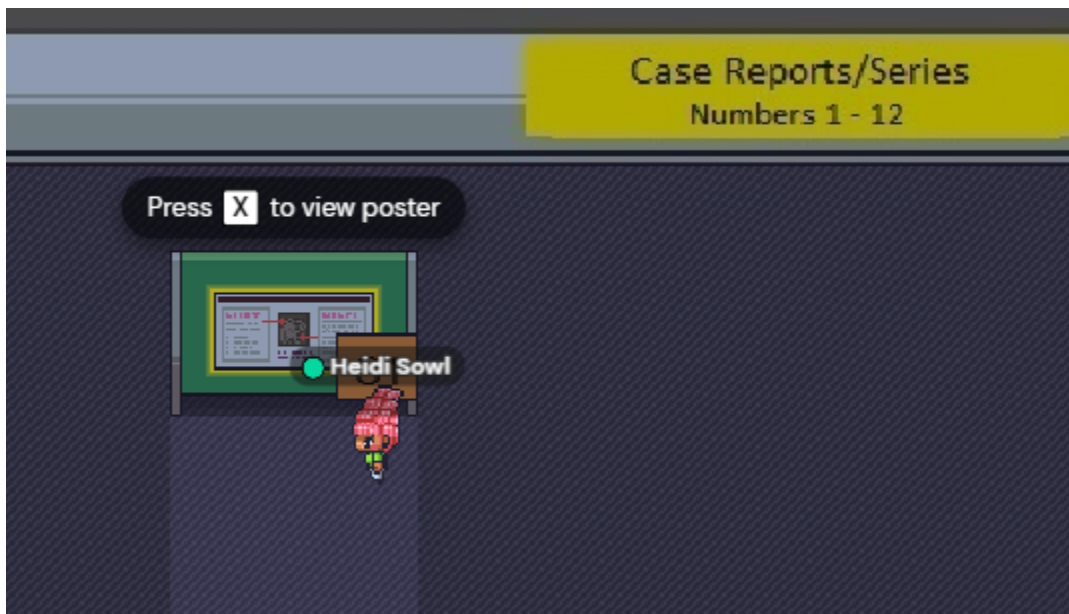 Case Reports/Series
Numbers 1 - 12
Press X to view poster
Heidi Sowl